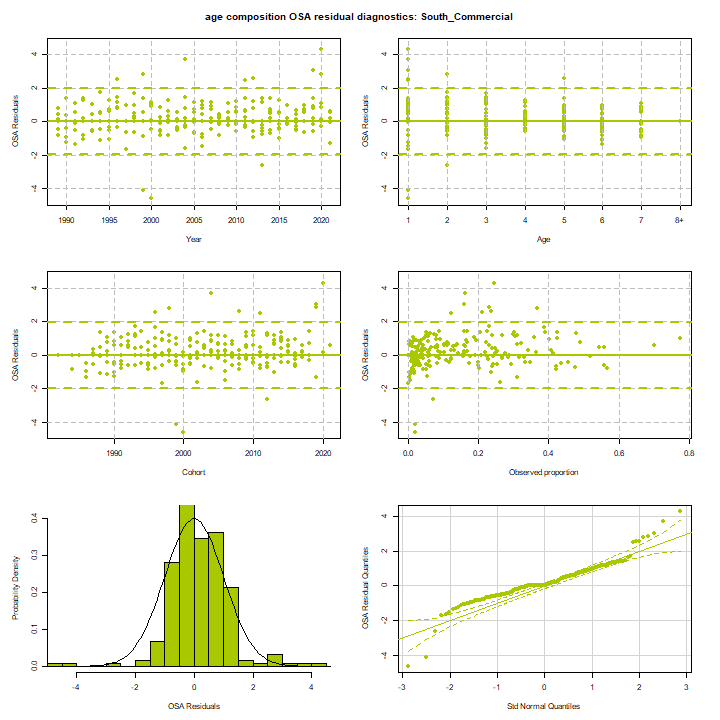 age composition OSA residual diagnostics: South_Commercial
OSA Residuals
4
2
0
-2
-4
1990 1995 2000 2005 2010 2015 2020
Year
OSA Residuals
4
2
0
-2
-4
1 2 3 4 5 6 7 8+
Age
OSA Residuals
4
2
0
-2
-4
1990 2000 2010 2020
Cohort
OSA Residuals
4
2
0
-2
-4
0.0 0.2 0.4 0.6 0.8
Observed proportion
Probability Density
0.4
0.3
0.2
0.1
0.0
-4 -2 0 2 4
OSA Residuals
OSA Residual Quantiles
4
2
0
-2
-4
-3 -2 -1 0 1 2 3
Std Normal Quantiles